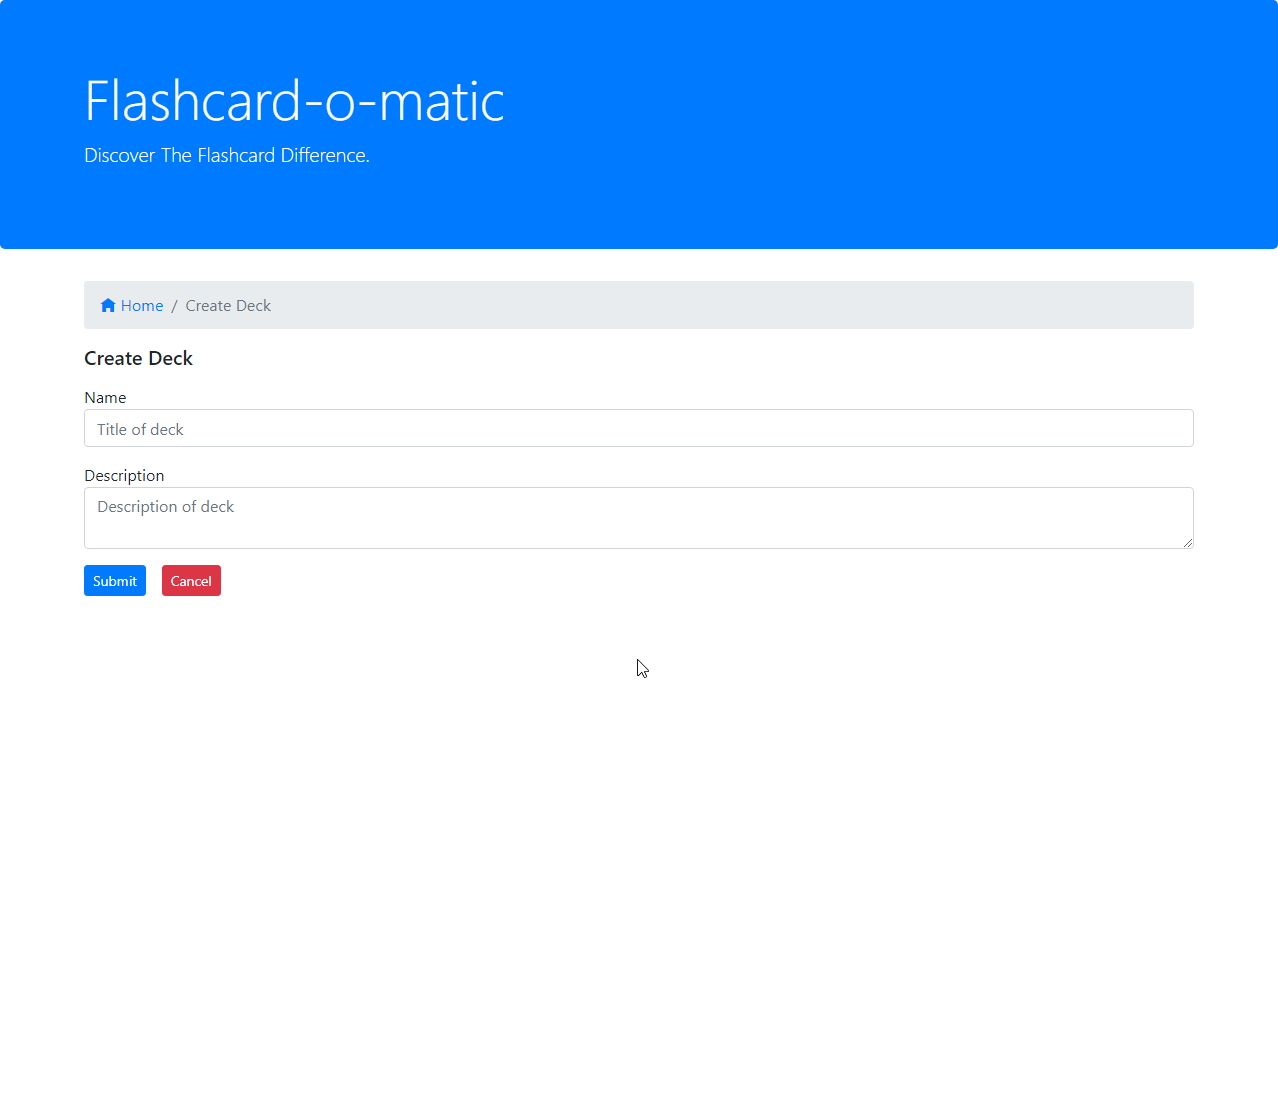 Flashcard-o-matic
Discover The Flashcard Difference.
Home / Create Deck
Create Deck
Name
Title of deck
Description
Description of deck
Submit Cancel